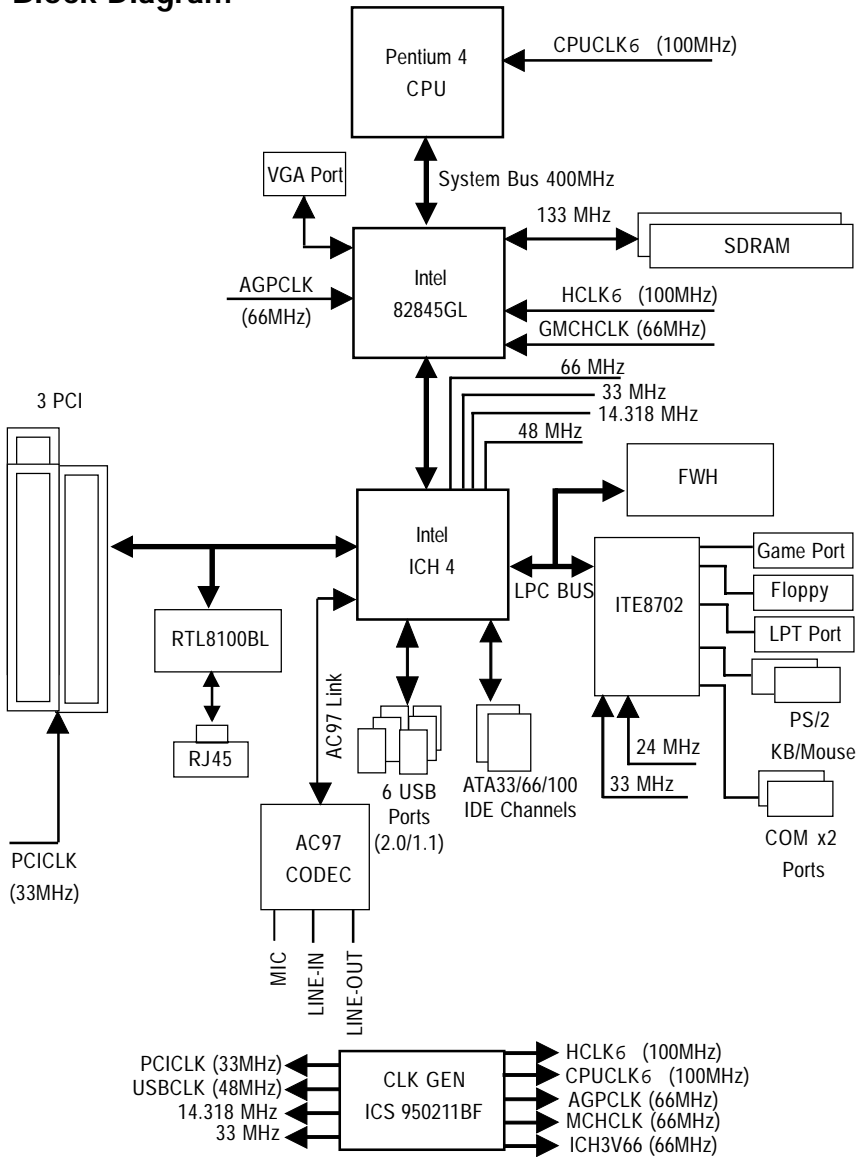 Block Diagram
Pentium 4
CPU
CPUCLK6 (100MHz)
System Bus 400MHz
VGA Port
133 MHz
SDRAM
Intel
82845GL
AGPCLK
(66MHz)
HCLK6 (100MHz)
GMCHCLK (66MHz)
66 MHz
33 MHz
14.318 MHz
48 MHz
3 PCI
FWH
Intel
ICH 4
LPC BUS
ITE8702
Game Port
Floppy
LPT Port
PS/2
KB/Mouse
24 MHz
33 MHz
COM x2
Ports
RTL8100BL
RJ45
AC97 Link
6 USB
Ports
(2.0/1.1)
ATA33/66/100
IDE Channels
PCICLK
(33MHz)
AC97
CODEC
MIC
LINE-IN
LINE-OUT
CLK GEN
ICS 950211BF
PCICLK (33MHz)
USBCLK (48MHz)
14.318 MHz
33 MHz
HCLK6 (100MHz)
CPUCLK6 (100MHz)
AGPCLK (66MHz)
MCHCLK (66MHz)
ICH3V66 (66MHz)